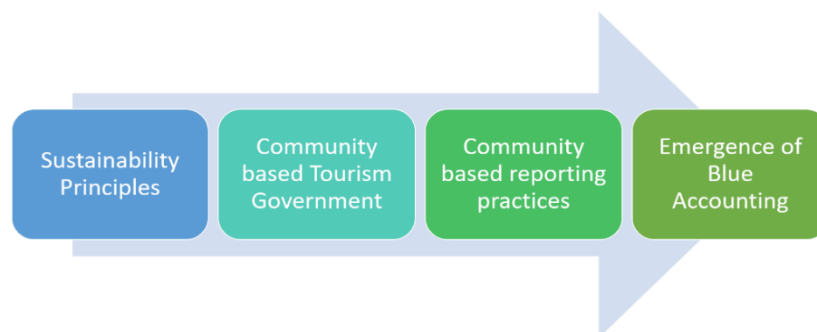 Sustainability
Principles
Community
based Tourism
Government
Community
based reporting
practices
Emergence of
Blue
Accounting